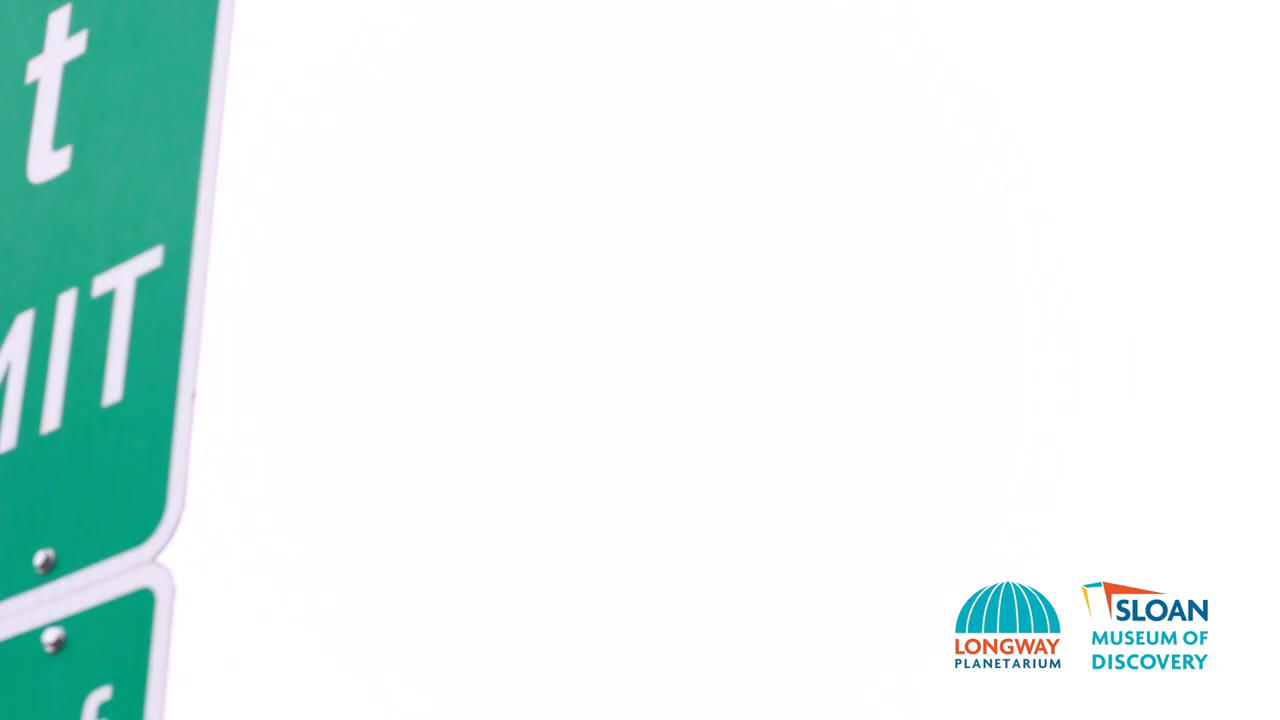 t
MIT
f
LONGWAY
PLANETARIUM
SLOAN
MUSEUM OF
DISCOVERY